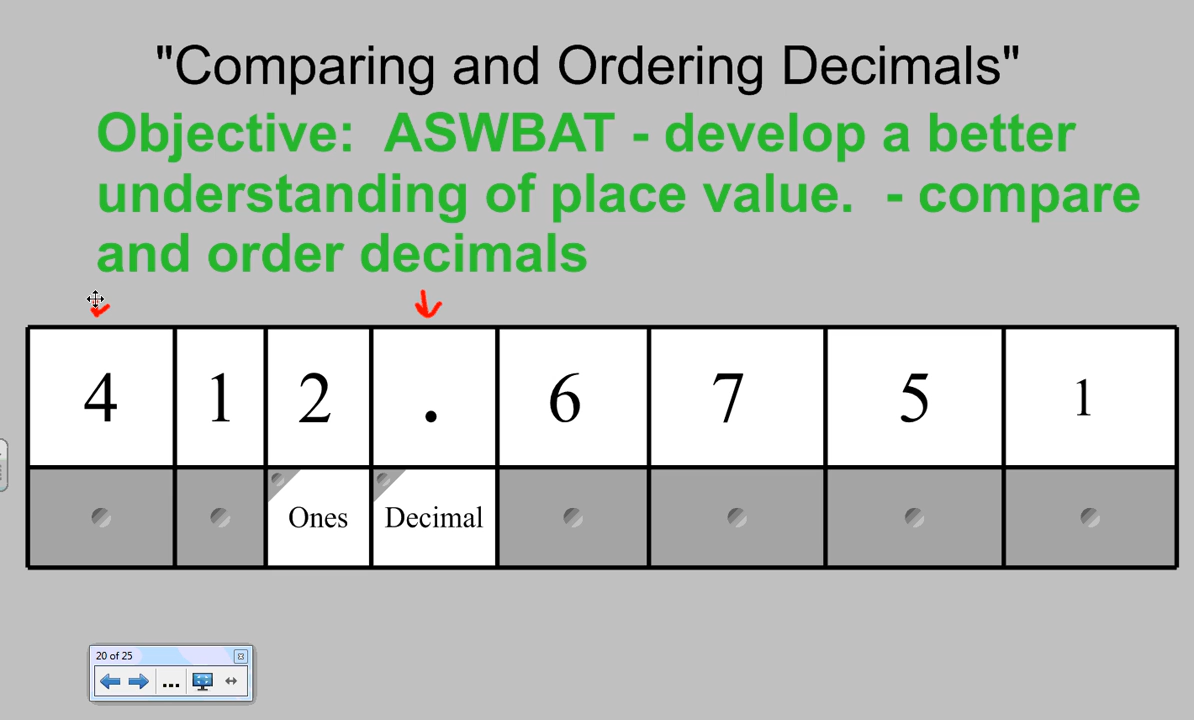 "Comparing and Ordering Decimals"
Objective:  ASWBAT - develop a better
understanding of place value.  - compare
and order decimals
4 1 2 . 6 7 5 1
Ones Decimal
20 of 25
...